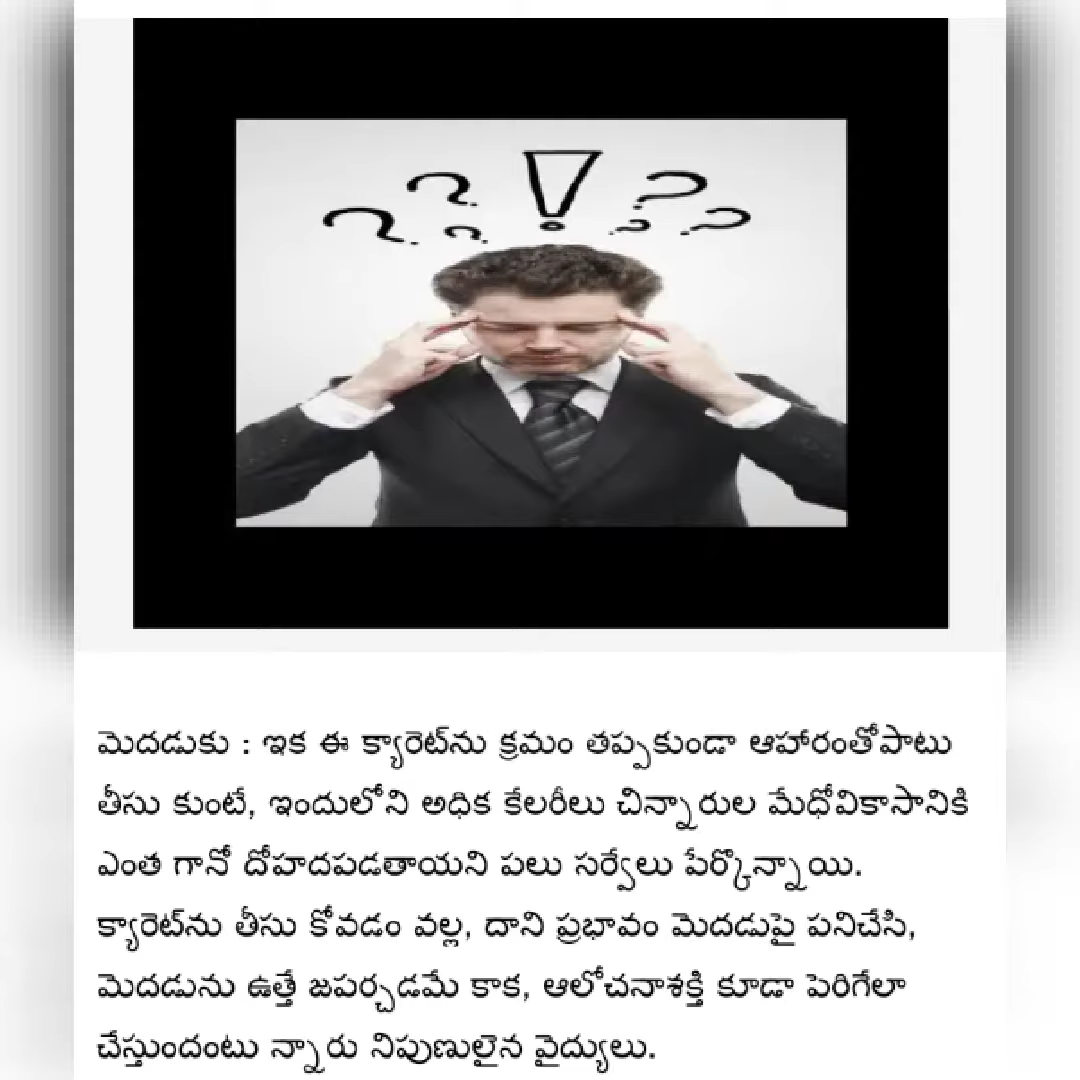 మెదడుకు : ఇక ఈ క్యారెట్‌ను క్రమం తప్పకుండా ఆహారంతోపాటు
తీసు కుంటే, ఇందులోని అధిక కేలరీలు చిన్నారుల మేధోవికాసానికి
ఎంత గానో దోహదపడతాయని పలు సర్వేలు పేర్కొన్నాయి.
క్యారెట్‌ను తీసు కోవడం వల్ల, దాని ప్రభావం మెదడుపై పనిచేసి,
మెదడును ఉత్తే జపర్చడమే కాక, ఆలోచనాశక్తి కూడా పెరిగేలా
చేస్తుందంటు న్నారు నిపుణులైన వైద్యులు.